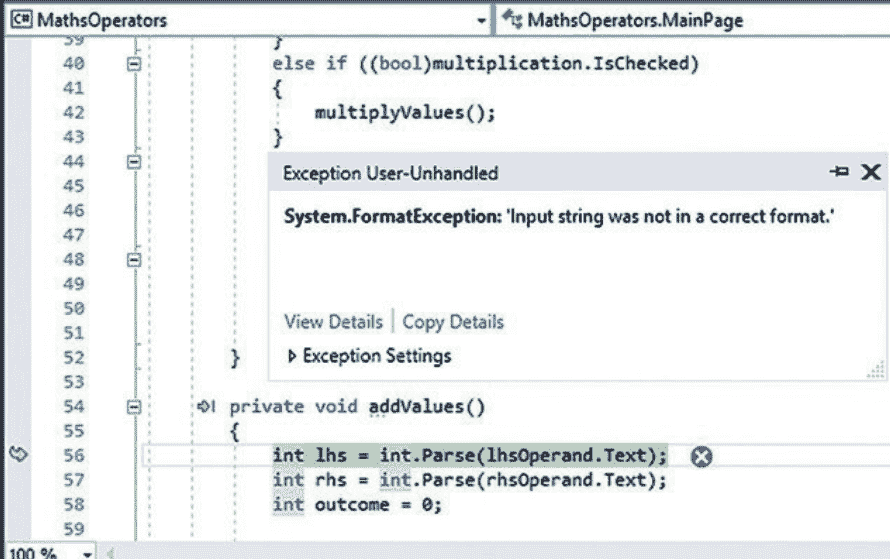 C# MathsOperators
MathsOperators.MainPage
39 }
40 else if ((bool)multiplication.IsChecked)
41 {
42 multiplyValues();
43 }
44
45
46
47
48
49
50
51
52 }
53
54 private void addValues()
55 {
56 int lhs = int.Parse(lhsOperand.Text);
57 int rhs = int.Parse(rhsOperand.Text);
58 int outcome = 0;
59
Exception User-Unhandled
System.FormatException: 'Input string was not in a correct format.'
View Details | Copy Details
Exception Settings
100 %